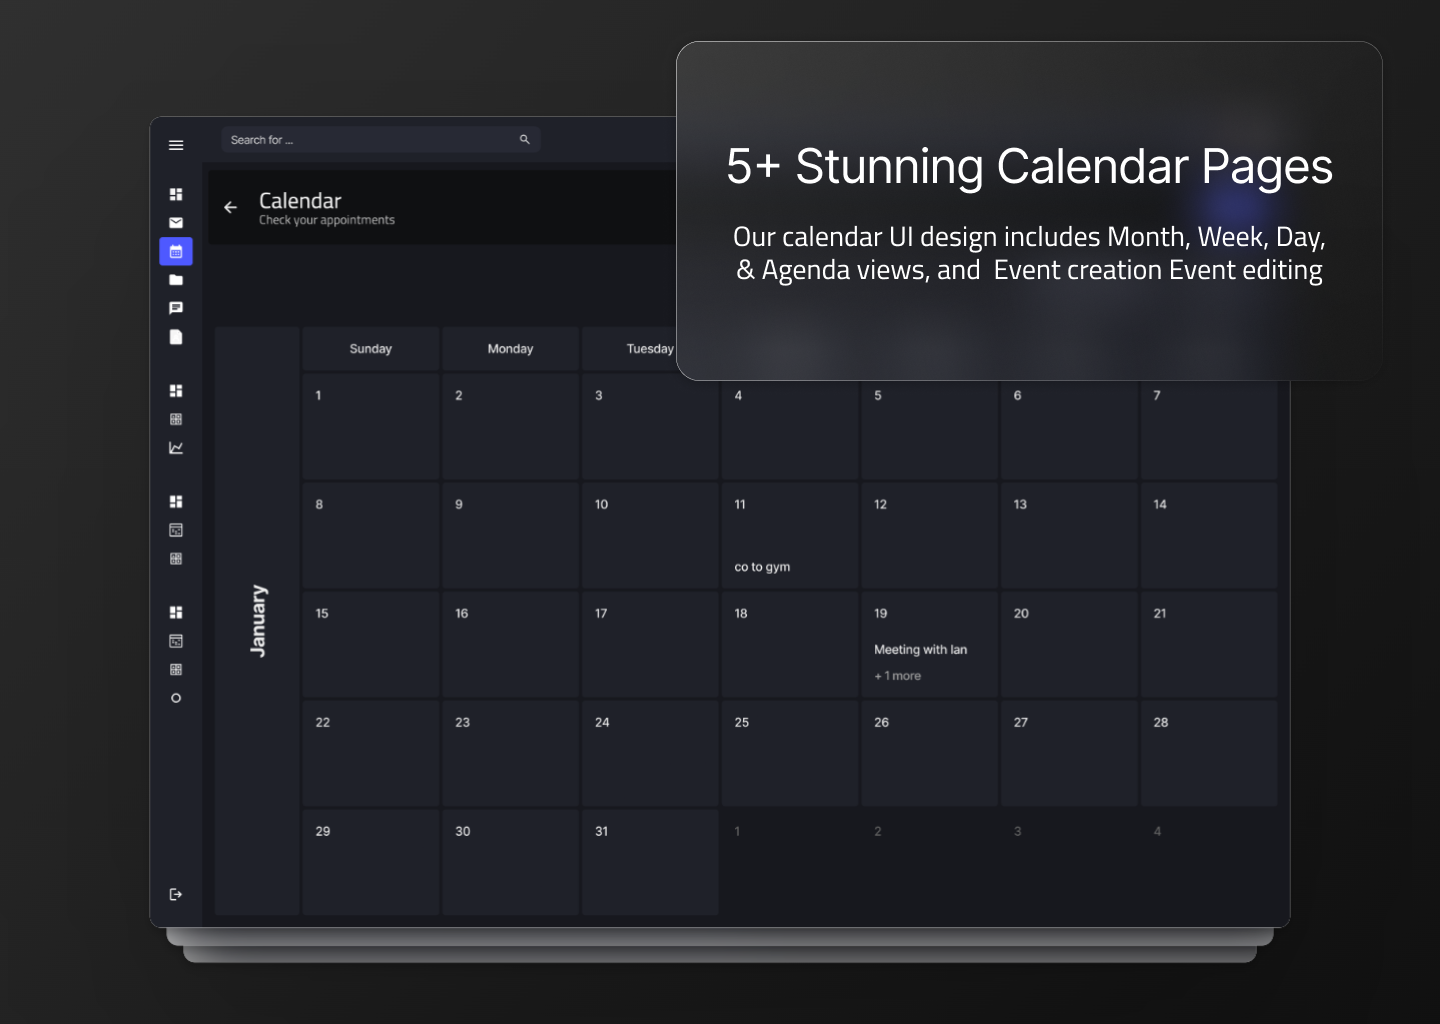 Search for ...
5+ Stunning Calendar Pages
Our calendar UI design includes Month, Week, Day,
& Agenda views, and  Event creation Event editing
Calendar
Check your appointments
Sunday Monday Tuesday
January
1 2 3 4 5 6 7
8 9 10 11 12 13 14
co to gym
15 16 17 18 19 20 21
Meeting with Ian
+ 1 more
22 23 24 25 26 27 28
29 30 31 1 2 3 4